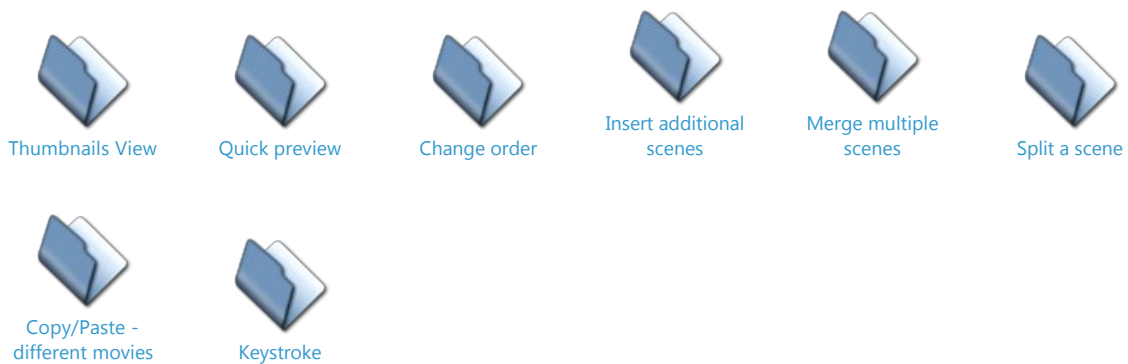 Thumbnails View
Quick preview
Change order
Insert additional
scenes
Merge multiple
scenes
Split a scene
Copy/Paste -
different movies
Keystroke